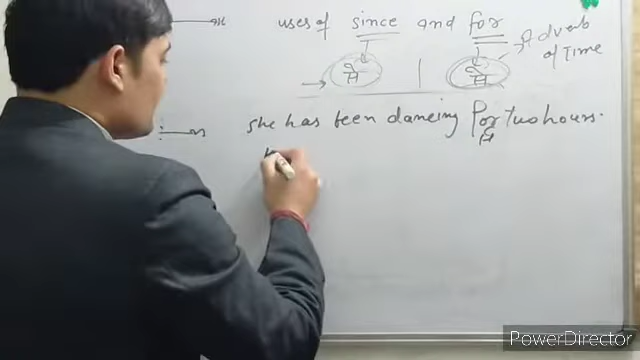 uses of since and for
से | से
Adverb
of Time
she has been dancing for two hours.
से
PowerDirector